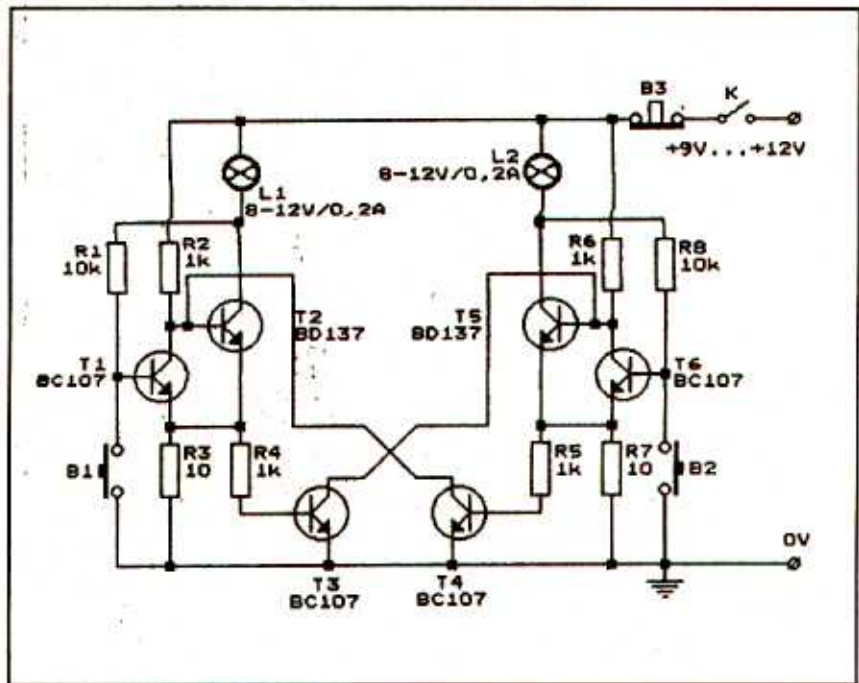 B3
K
+9V...+12V
L1
8-12V/0,2A
L2
8-12V/0,2A
R1
10k
R2
1k
R6
1k
R8
10k
T2
BD137
T5
BD137
T1
BC107
T6
BC107
B1
R3
10
R4
1k
R5
1k
R7
10
B2
T3
BC107
T4
BC107
0V